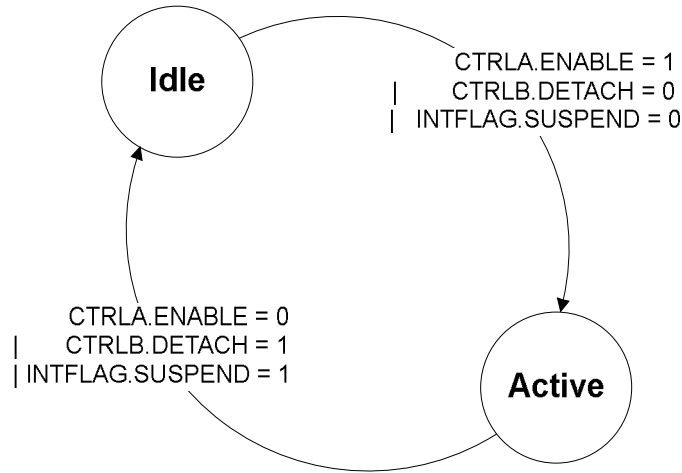 Idle
CTRLA.ENABLE = 1
| CTRLB.DETACH = 0
| INTFLAG.SUSPEND = 0
CTRLA.ENABLE = 0
| CTRLB.DETACH = 1
| INTFLAG.SUSPEND = 1
Active